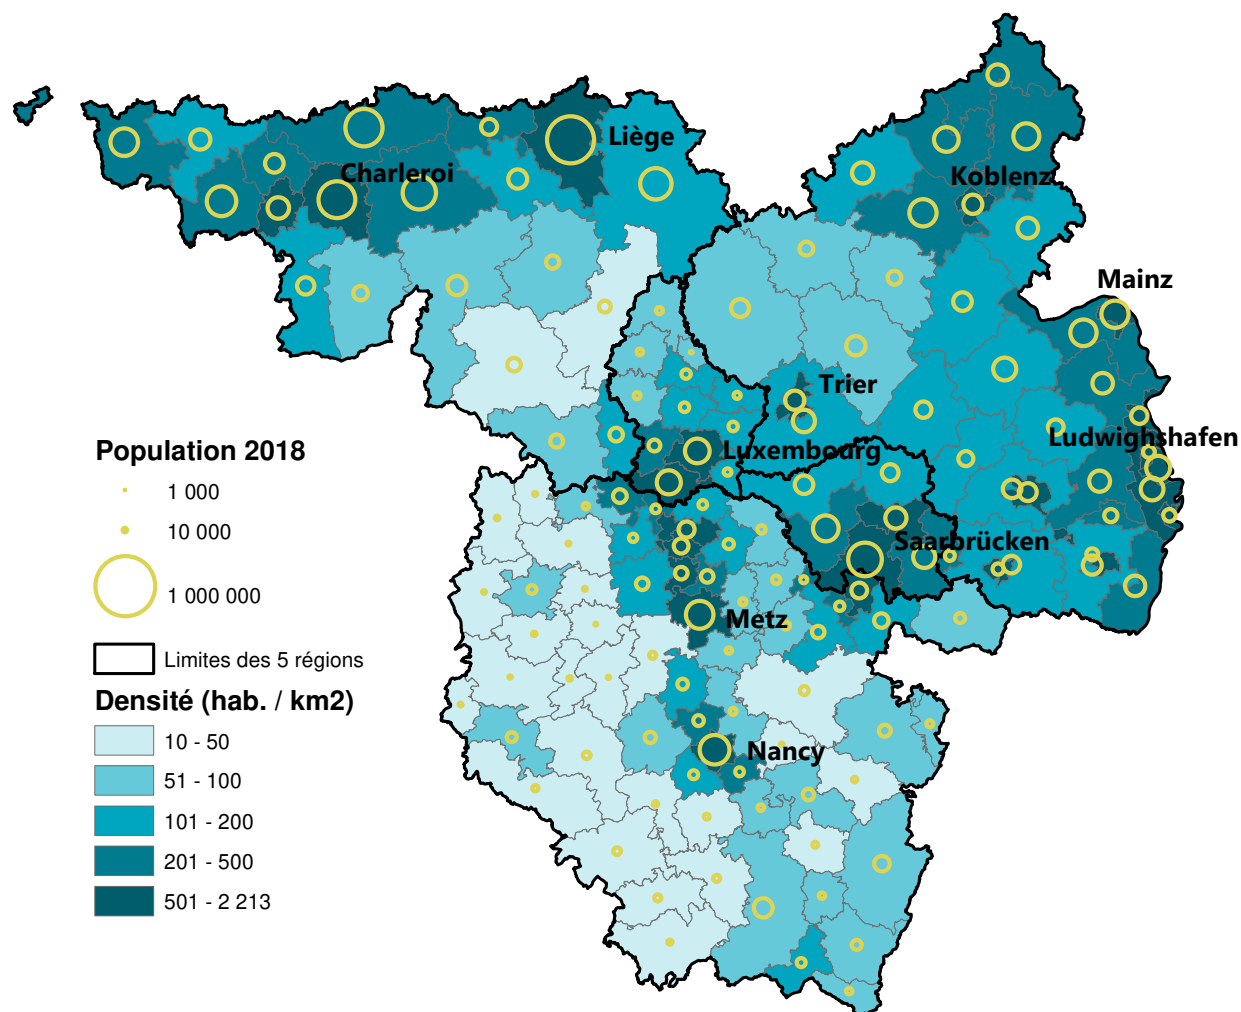 Liège
Charleroi
Koblenz
Mainz
Trier
Ludwighshafen
Luxembourg
Saarbrücken
Metz
Nancy
Population 2018
1 000
10 000
1 000 000
Limites des 5 régions
Densité (hab. / km2)
10 - 50
51 - 100
101 - 200
201 - 500
501 - 2 213